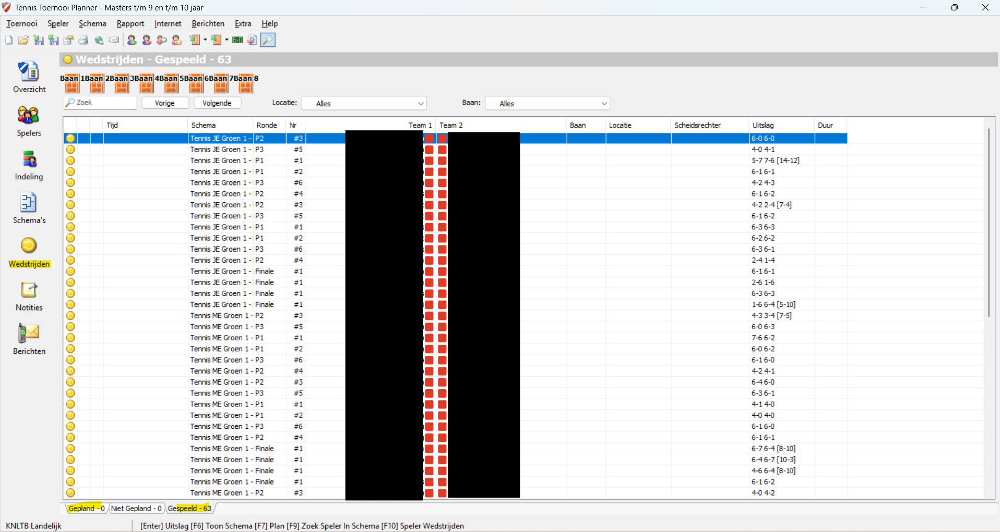 Tennis Toernooi Planner - Masters t/m 9 en t/m 10 jaar
Toernooi Speler Schema Rapport Internet Berichten Extra Help
6-0
Wedstrijden - Gespeeld - 63
Baan 1 Baan 2 Baan 3 Baan 4 Baan 5 Baan 6 Baan 7 Baan 8
Zoek Vorige Volgende Locatie: Alles Baan: Alles
Overzicht
Spelers
Indeling
Schema's
Wedstrijden
Notities
Berichten
Tijd Schema Ronde Nr Team 1 Team 2 Baan Locatie Scheidsrechter Uitslag Duur
Tennis JE Groen 1 - P2 #3 6-0 6-0
Tennis JE Groen 1 - P3 #5 4-0 4-1
Tennis JE Groen 1 - P1 #1 5-7 7-6 [14-12]
Tennis JE Groen 1 - P1 #2 6-1 6-1
Tennis JE Groen 1 - P3 #6 4-2 4-3
Tennis JE Groen 1 - P2 #4 6-1 6-2
Tennis JE Groen 1 - P2 #3 4-2 2-4 [7-4]
Tennis JE Groen 1 - P3 #5 6-1 6-2
Tennis JE Groen 1 - P1 #1 6-3 6-3
Tennis JE Groen 1 - P1 #2 6-2 6-2
Tennis JE Groen 1 - P3 #6 6-3 6-1
Tennis JE Groen 1 - P2 #4 2-4 1-4
Tennis JE Groen 1 - Finale #1 6-1 6-1
Tennis JE Groen 1 - Finale #1 2-6 1-6
Tennis JE Groen 1 - Finale #1 6-3 6-3
Tennis JE Groen 1 - Finale #1 1-6 6-4 [5-10]
Tennis ME Groen 1 - P2 #3 4-3 3-4 [7-5]
Tennis ME Groen 1 - P3 #5 6-0 6-3
Tennis ME Groen 1 - P1 #1 7-6 6-2
Tennis ME Groen 1 - P1 #2 6-0 6-2
Tennis ME Groen 1 - P3 #6 6-1 6-0
Tennis ME Groen 1 - P2 #4 4-2 4-1
Tennis ME Groen 1 - P2 #3 6-4 6-0
Tennis ME Groen 1 - P3 #5 6-3 6-1
Tennis ME Groen 1 - P1 #1 4-1 4-0
Tennis ME Groen 1 - P1 #2 4-0 4-0
Tennis ME Groen 1 - P3 #6 6-1 6-0
Tennis ME Groen 1 - P2 #4 6-1 6-1
Tennis ME Groen 1 - Finale #1 6-7 6-4 [8-10]
Tennis ME Groen 1 - Finale #1 6-4 6-7 [10-3]
Tennis ME Groen 1 - Finale #1 4-6 6-4 [8-10]
Tennis ME Groen 1 - Finale #1 6-1 6-2
Tennis ME Groen 1 - P2 #3 4-0 4-2
Gepland - 0 Niet Gepland - 0 Gespeeld - 63
KNLTB Landelijk [Enter] Uitslag [F6] Toon Schema [F7] Plan [F9] Zoek Speler In Schema [F10] Speler Wedstrijden